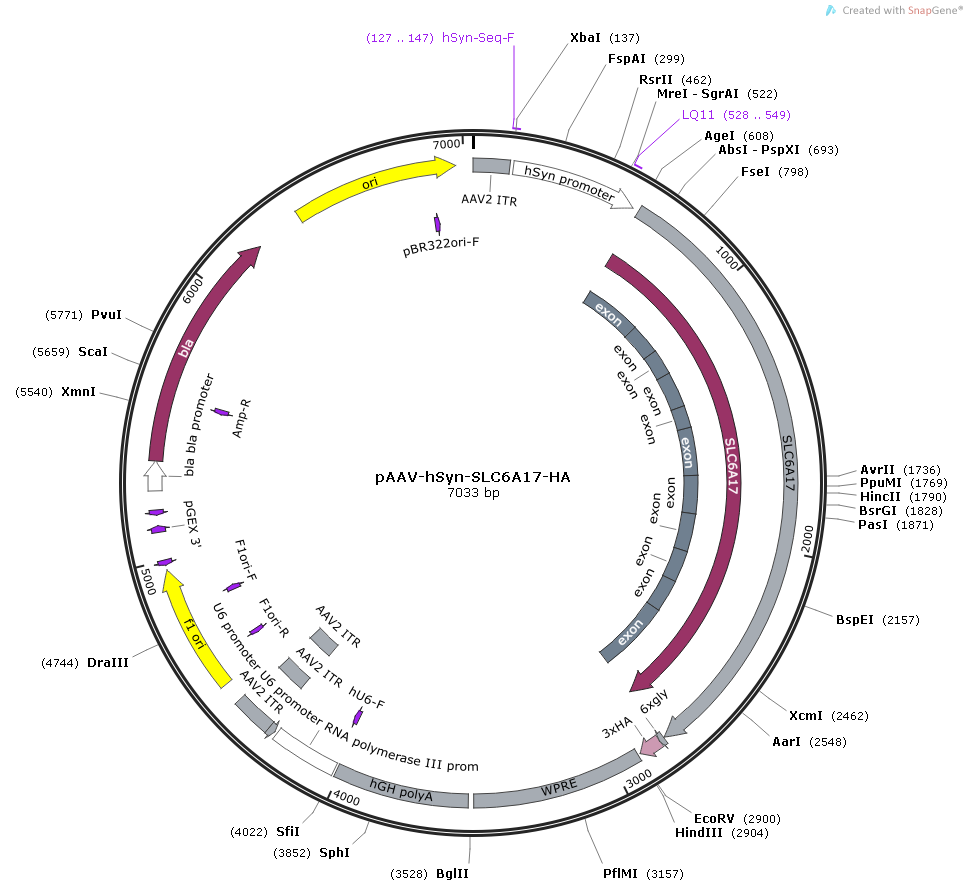 Created with SnapGene®
(127 .. 147) hSyn-Seq-F
XbaI (137)
FspAI (299)
RsrII (462)
MreI - SgrAI (522)
LQ11 (528 .. 549)
AgeI (608)
AbsI - PspXI (693)
FseI (798)
7000
ori
AAV2 ITR
hSyn promoter
pBR322ori-F
1000
6000
(5771) PvuI
(5659) ScaI
(5540) XmnI
bla
exon
exon
exon
exon
exon
exon
exon
exon
exon
exon
exon
SLC6A17
SLC6A17
bla bla promoter
Amp-R
pAAV-hSyn-SLC6A17-HA
7033 bp
AvrII (1736)
PpuMI (1769)
HincII (1790)
BsrGI (1828)
PasI (1871)
pGEX 3'
2000
5000
F1ori-F
F1ori-R
f1 ori
BspEI (2157)
(4744) DraIII
AAV2 ITR
AAV2 ITR
AAV2 ITR
U6 promoter U6 promoter RNA polymerase III prom
hU6-F
3xHA
6xgly
XcmI (2462)
AarI (2548)
hGH polyA
WPRE
3000
4000
EcoRV (2900)
HindIII (2904)
(4022) SfiI
(3852) SphI
(3528) BglII
PflMI (3157)